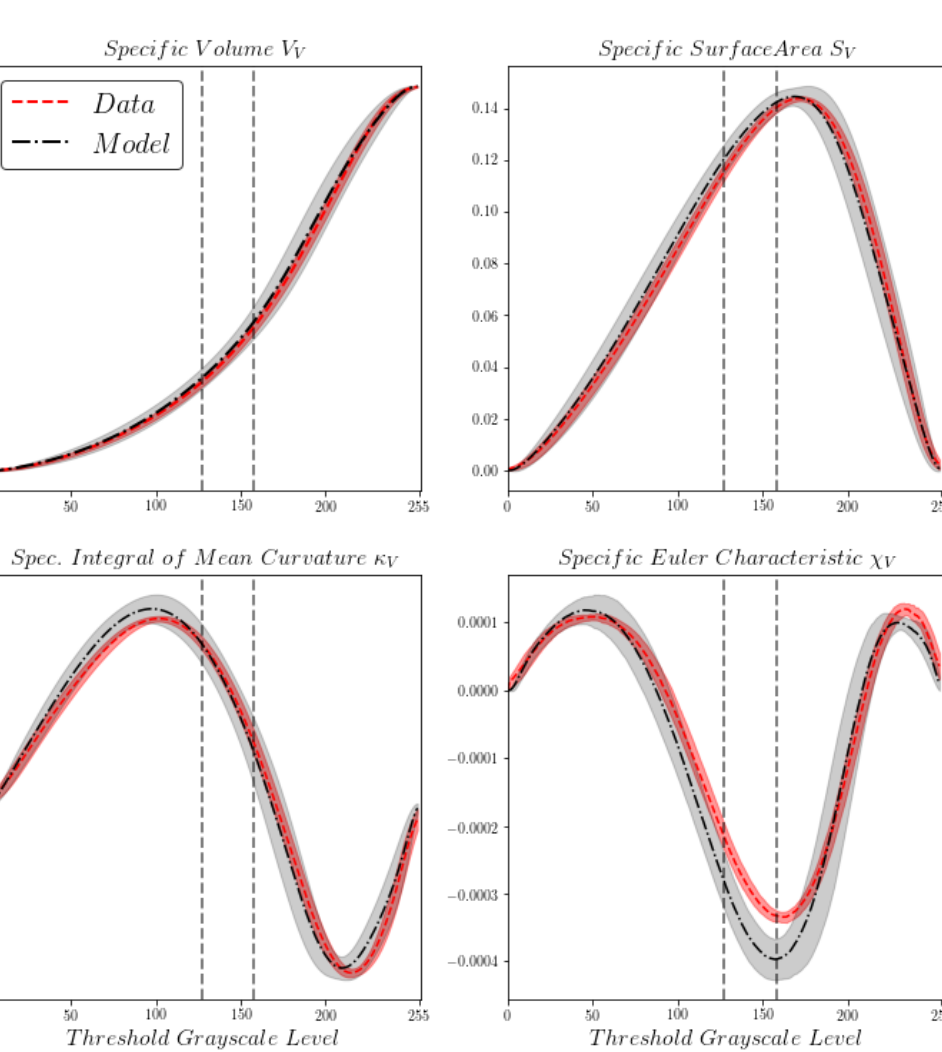 Specific Volume V_V
Specific SurfaceArea S_V
Data
Model
0.14
0.12
0.10
0.08
0.06
0.04
0.02
0.00
50 100 150 200 255
0 50 100 150 200
Spec. Integral of Mean Curvature κ_V
Specific Euler Characteristic χ_V
0.0001
0.0000
−0.0001
−0.0002
−0.0003
−0.0004
50 100 150 200 255
0 50 100 150 200
Threshold Grayscale Level
Threshold Grayscale Level